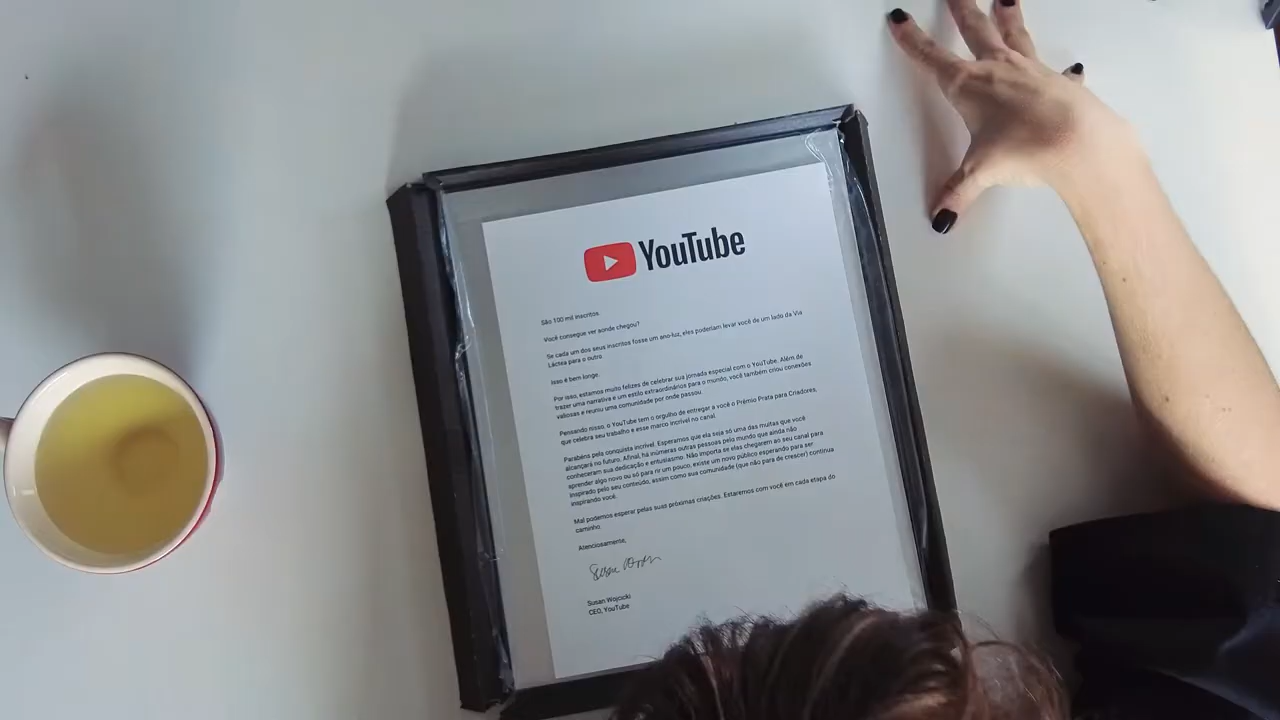 YouTube
São 100 mil inscritos.
Você consegue ver aonde chegou?
Se cada um dos seus inscritos fosse um ano-luz, eles poderiam levar você de um lado da Via
Láctea para o outro.
Isso é bem longe.
Por isso, estamos muito felizes de celebrar sua jornada especial com o YouTube. Além de
trazer uma narrativa e um estilo extraordinários para o mundo, você também criou conexões
valiosas e reuniu uma comunidade por onde passou.
Pensando nisso, o YouTube tem o orgulho de entregar a você o Prêmio Prata para Criadores,
que celebra seu trabalho e esse marco incrível no canal.
Parabéns pela conquista incrível. Esperamos que ela seja só uma das muitas que você
alcançará no futuro. Afinal, há inúmeras outras pessoas pelo mundo que ainda não
conheceram sua dedicação e entusiasmo. Não importa se eles chegarem ao seu canal para
aprender algo novo ou só para rir um pouco, existe um novo público esperando para ser
inspirado pelo seu conteúdo, assim como sua comunidade (que não para de crescer) continua
inspirando você.
Mal podemos esperar pelas suas próximas criações. Estaremos com você em cada etapa do
caminho.
Atenciosamente,
Susan Wojcicki
CEO, YouTube